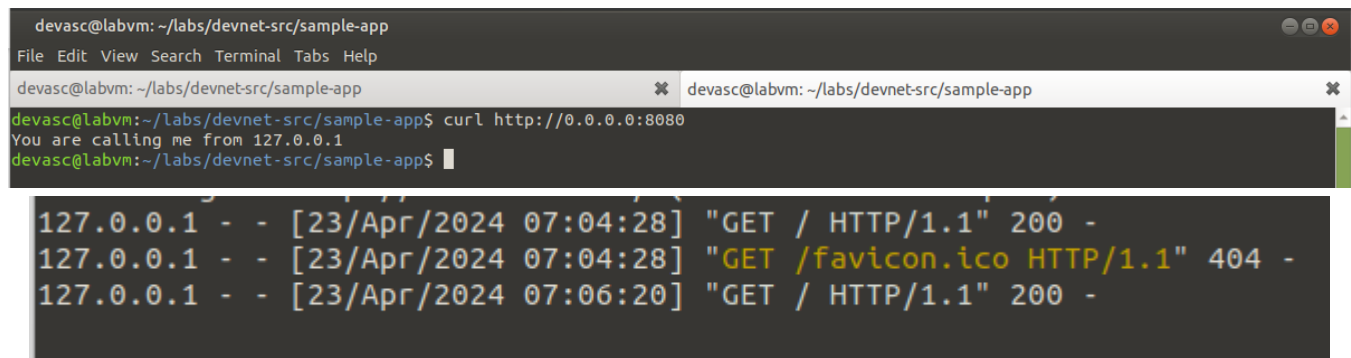 devasc@labvm: ~/labs/devnet-src/sample-app
File Edit View Search Terminal Tabs Help
devasc@labvm: ~/labs/devnet-src/sample-app
devasc@labvm: ~/labs/devnet-src/sample-app
devasc@labvm:~/labs/devnet-src/sample-app$ curl http://0.0.0.0:8080
You are calling me from 127.0.0.1
devasc@labvm:~/labs/devnet-src/sample-app$
127.0.0.1 - - [23/Apr/2024 07:04:28] "GET / HTTP/1.1" 200 -
127.0.0.1 - - [23/Apr/2024 07:04:28] "GET /favicon.ico HTTP/1.1" 404 -
127.0.0.1 - - [23/Apr/2024 07:06:20] "GET / HTTP/1.1" 200 -